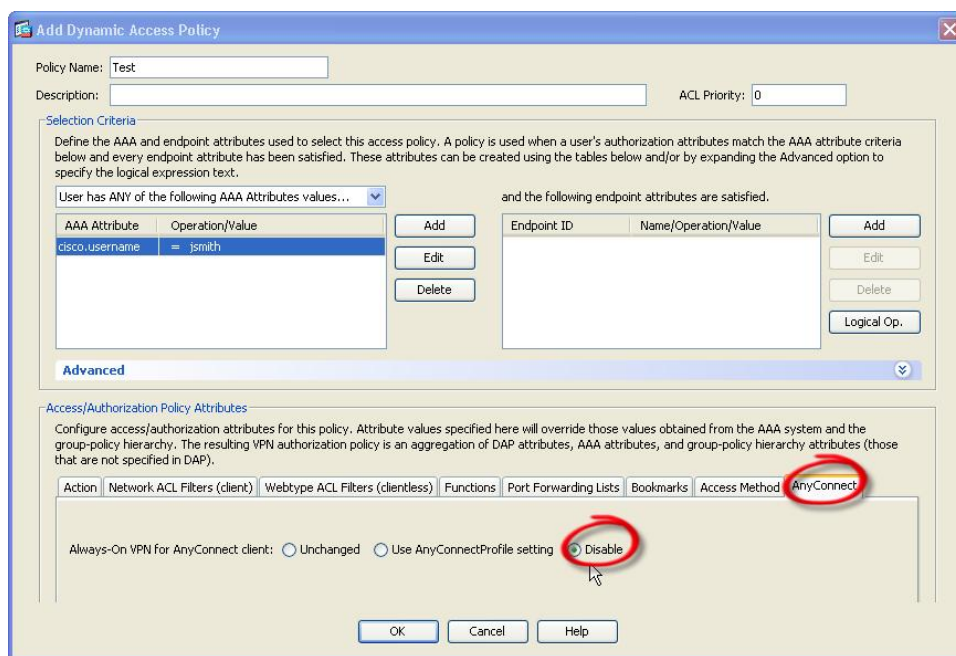 Add Dynamic Access Policy
Policy Name: Test
Description:
ACL Priority: 0
Selection Criteria
Define the AAA and endpoint attributes used to select this access policy. A policy is used when a user's authorization attributes match the AAA attribute criteria
below and every endpoint attribute has been satisfied. These attributes can be created using the tables below and/or by expanding the Advanced option to
specify the logical expression text.
User has ANY of the following AAA Attributes values...
and the following endpoint attributes are satisfied.
AAA Attribute Operation/Value
cisco.username = jsmith
Add
Edit
Delete
Endpoint ID Name/Operation/Value
Add
Edit
Delete
Logical Op.
Advanced
Access/Authorization Policy Attributes
Configure access/authorization attributes for this policy. Attribute values specified here will override those values obtained from the AAA system and the
group-policy hierarchy. The resulting VPN authorization policy is an aggregation of DAP attributes, AAA attributes, and group-policy hierarchy attributes (those
that are not specified in DAP).
Action Network ACL Filters (client) Webtype ACL Filters (clientless) Functions Port Forwarding Lists Bookmarks Access Method AnyConnect
Always-On VPN for AnyConnect client: Unchanged Use AnyConnectProfile setting Disable
OK Cancel Help